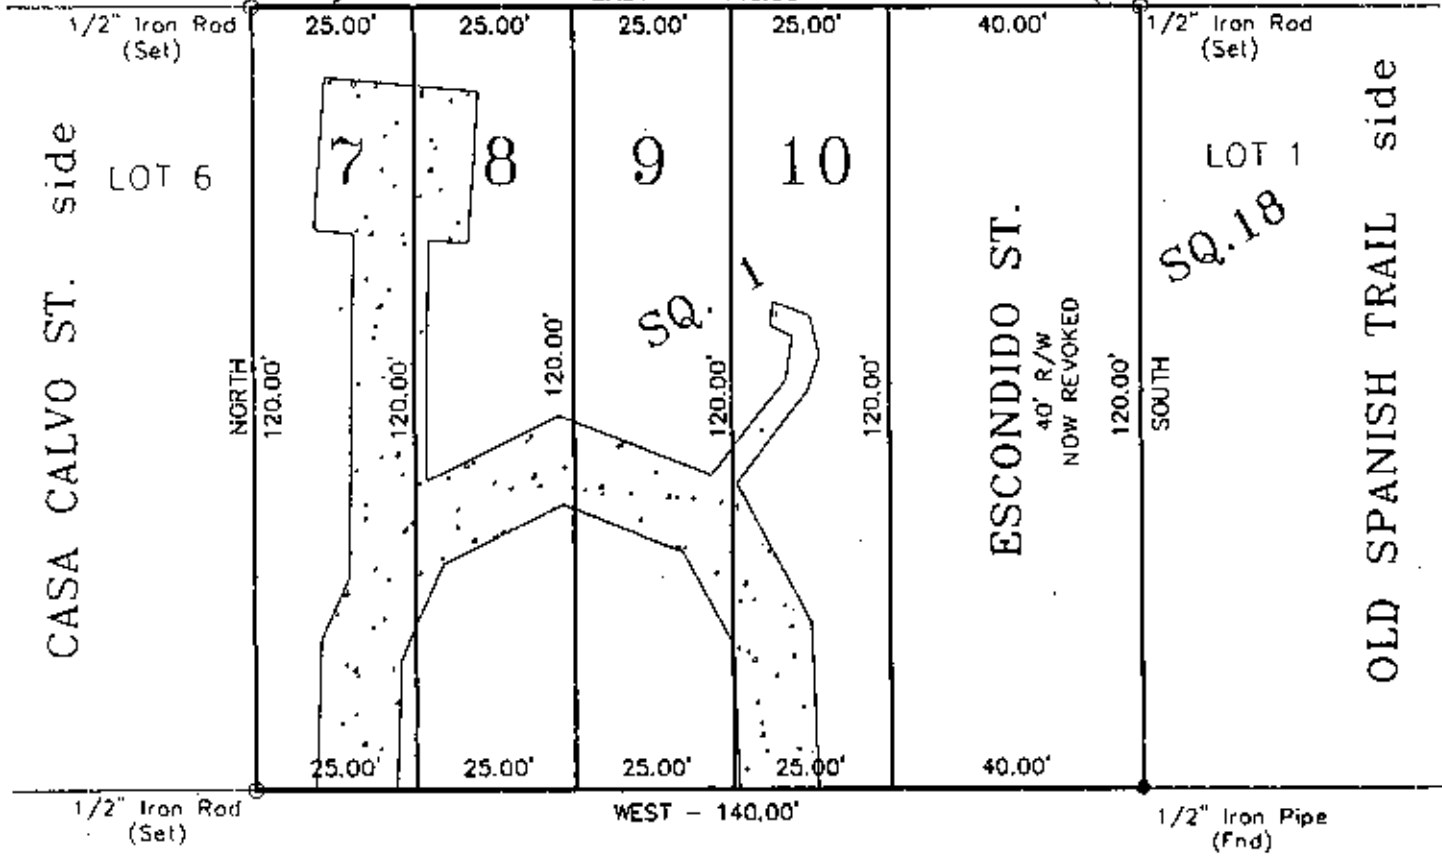 1/2" Iron Rod
(Set)
25.00'
25.00'
25.00'
25.00'
40.00'
1/2" Iron Rod
(Set)
CASA CALVO ST. side
LOT 6
7
8
9
10
LOT 1
SQ.18
OLD SPANISH TRAIL side
SQ. 1
ESCONDIDO ST.
40' R/W
NOW REVOKED
NORTH
120.00'
120.00'
120.00'
120.00'
120.00'
120.00'
SOUTH
25.00'
25.00'
25.00'
25.00'
40.00'
1/2" Iron Rod
(Set)
WEST - 140.00'
1/2" Iron Pipe
(Fnd)